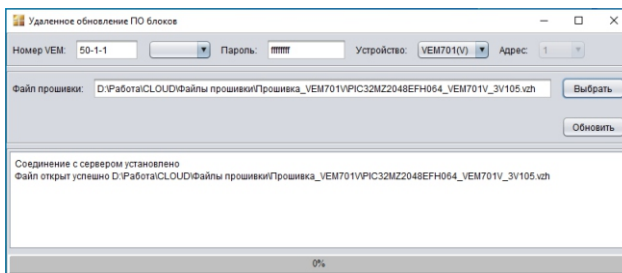 Удаленное обновление ПО блоков
Номер VEM: 50-1-1 Пароль: ffffffff Устройство: VEM701(V) Адрес: 1
Файл прошивки: D:\Работа\CLOUD\Файлы прошивки\Прошивка_VEM701V\PIC32MZ2048EFH064_VEM701V_3V105.vzh Выбрать
Обновить
Соединение с сервером установлено
Файл открыт успешно D:\Работа\CLOUD\Файлы прошивки\Прошивка_VEM701V\PIC32MZ2048EFH064_VEM701V_3V105.vzh
0%